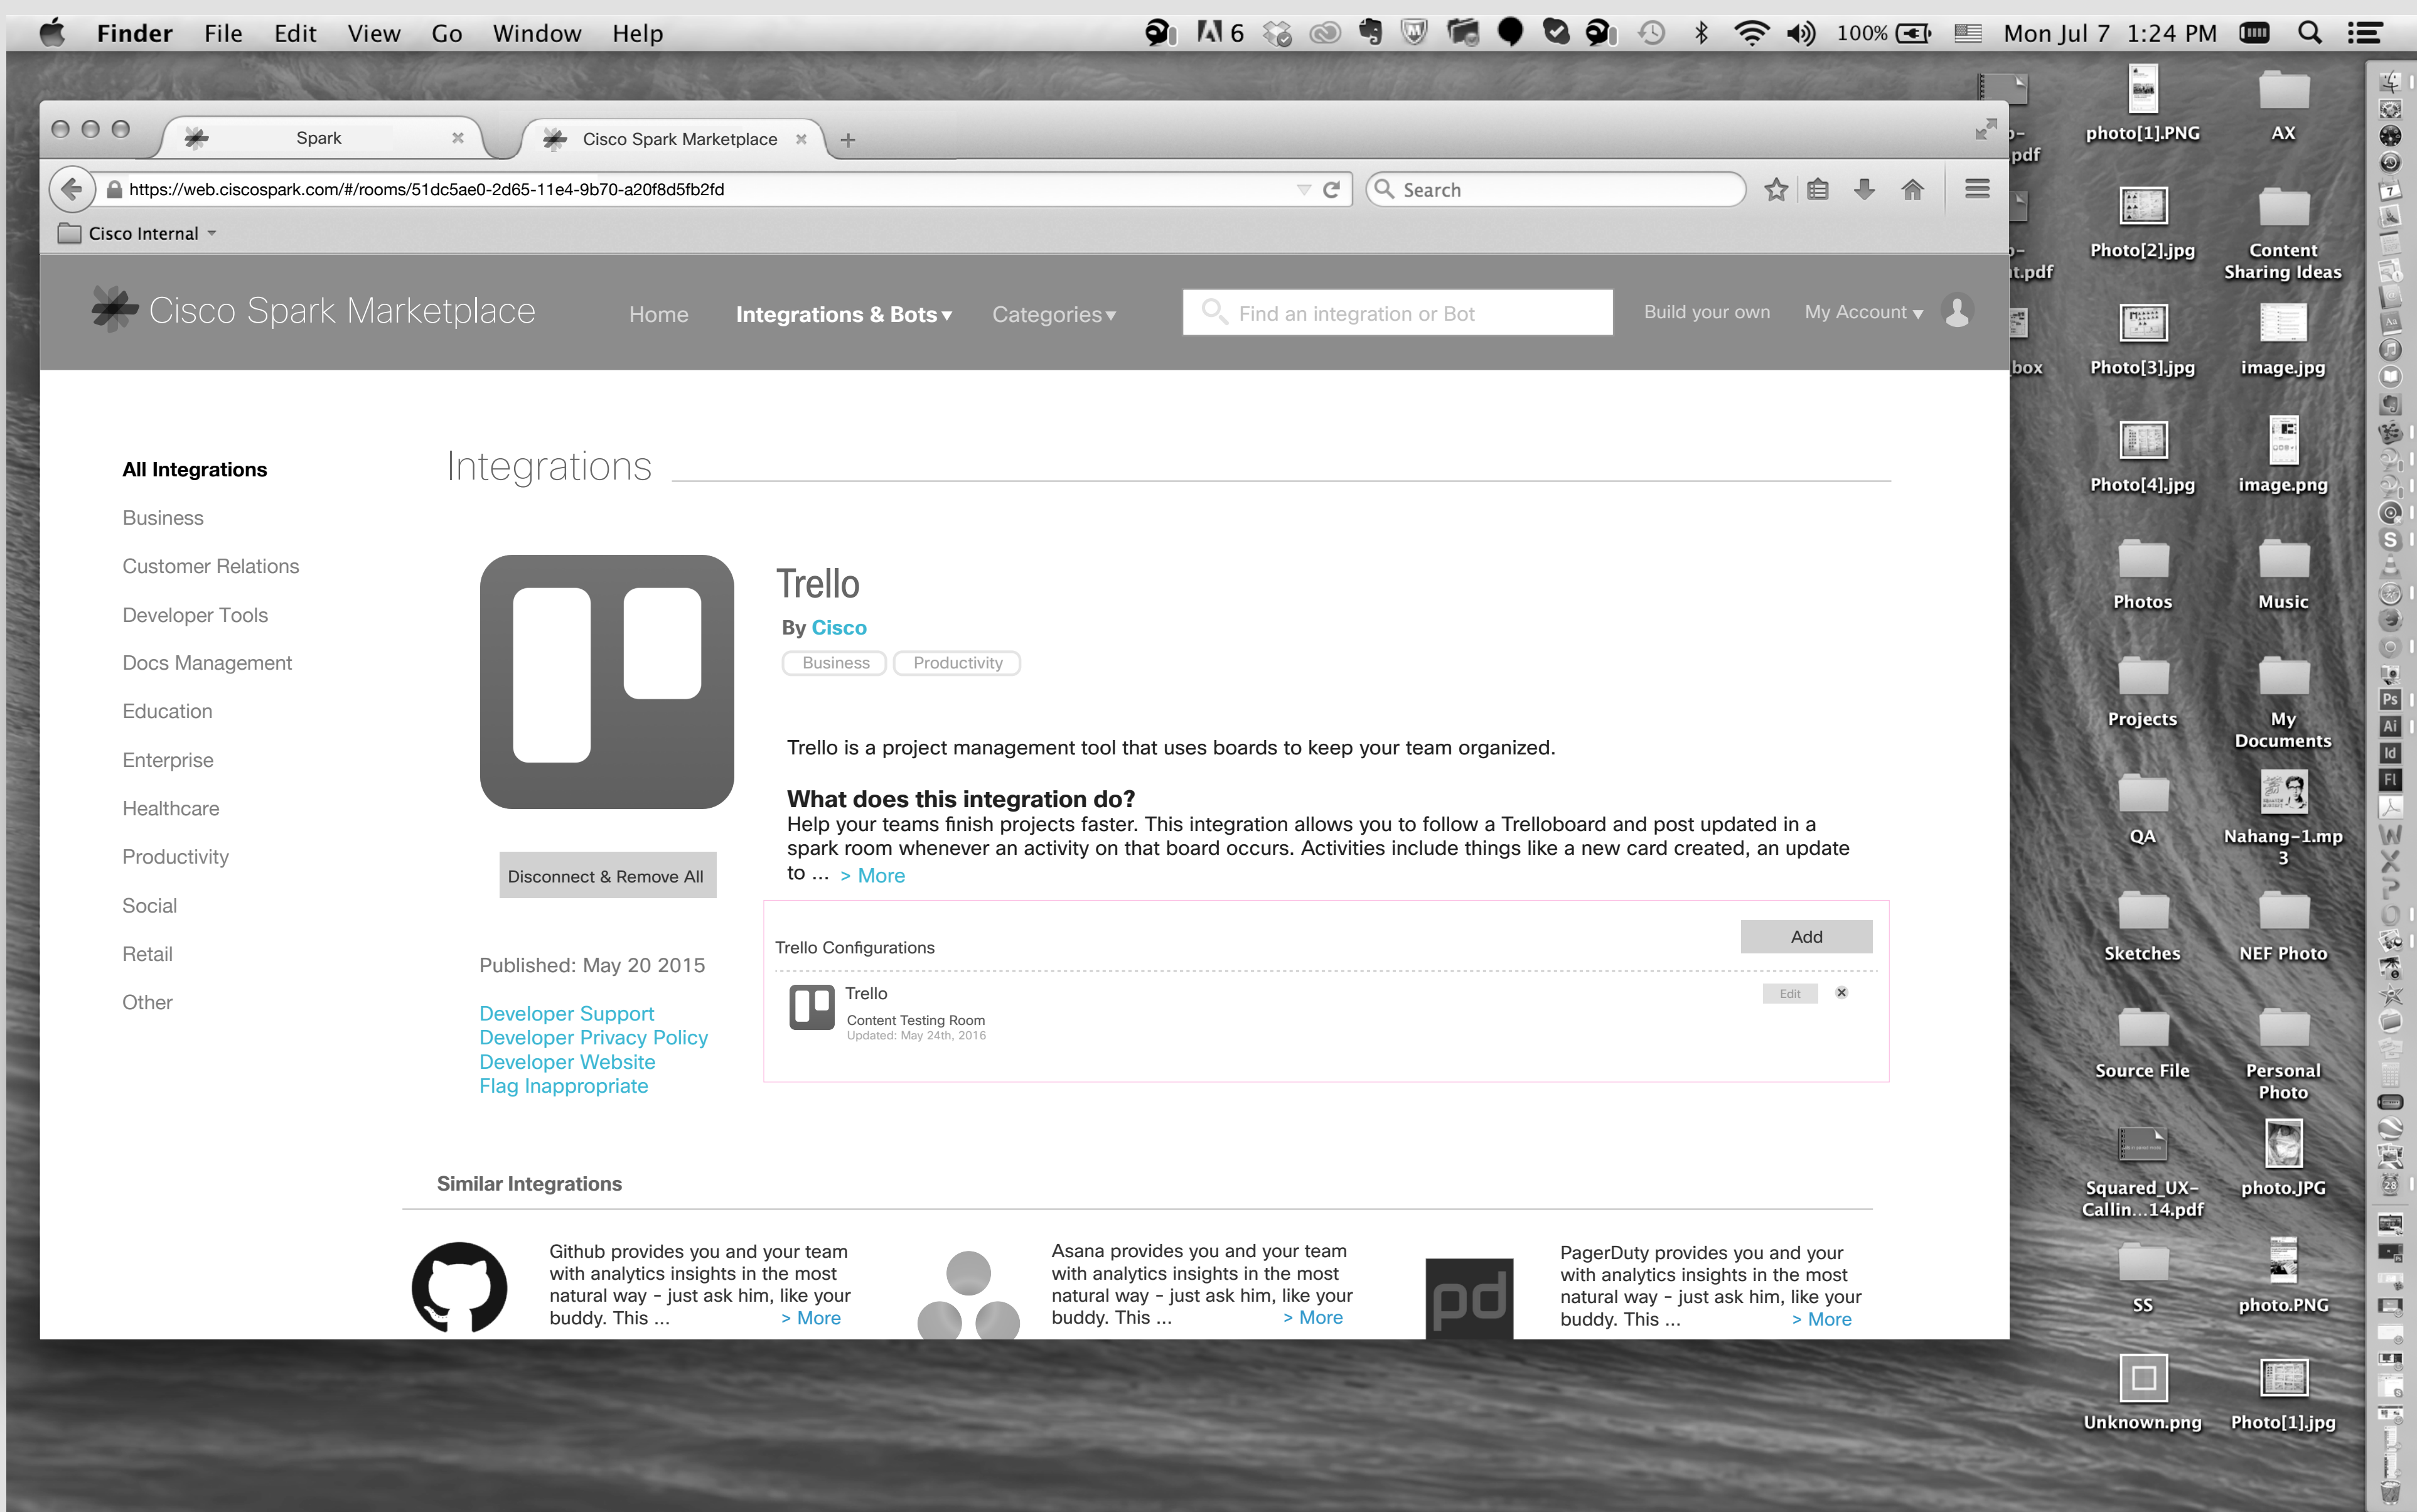 Finder File Edit View Go Window Help
6 100% Mon Jul 7 1:24 PM
Spark
Cisco Spark Marketplace
https://web.ciscospark.com/#/rooms/51dc5ae0-2d65-11e4-9b70-a20f8d5fb2fd
Search
Cisco Internal
Cisco Spark Marketplace
Home
Integrations & Bots
Categories
Find an integration or Bot
Build your own
My Account
All Integrations
Business
Customer Relations
Developer Tools
Docs Management
Education
Enterprise
Healthcare
Productivity
Social
Retail
Other
Integrations
Trello
By Cisco
Business Productivity
Trello is a project management tool that uses boards to keep your team organized.
What does this integration do?
Help your teams finish projects faster. This integration allows you to follow a Trelloboard and post updated in a
spark room whenever an activity on that board occurs. Activities include things like a new card created, an update
to ... > More
Disconnect & Remove All
Published: May 20 2015
Developer Support
Developer Privacy Policy
Developer Website
Flag Inappropriate
Trello Configurations
Add
Trello
Content Testing Room
Updated: May 24th, 2016
Edit
Similar Integrations
Github provides you and your team
with analytics insights in the most
natural way - just ask him, like your
buddy. This ... > More
Asana provides you and your team
with analytics insights in the most
natural way - just ask him, like your
buddy. This ... > More
pd
PagerDuty provides you and your
with analytics insights in the most
natural way - just ask him, like your
buddy. This ... > More
pdf
t.pdf
box
photo[1].PNG
AX
Photo[2].jpg
Content
Sharing Ideas
Photo[3].jpg
image.jpg
Photo[4].jpg
image.png
Photos
Music
Projects
My
Documents
QA
Nahang-1.mp
3
Sketches
NEF Photo
Source File
Personal
Photo
Squared_UX-
Callin...14.pdf
photo.JPG
SS
photo.PNG
Unknown.png
Photo[1].jpg
7
Aa
S
Ps
Ai
Id
Fl
W
X
P
O
28